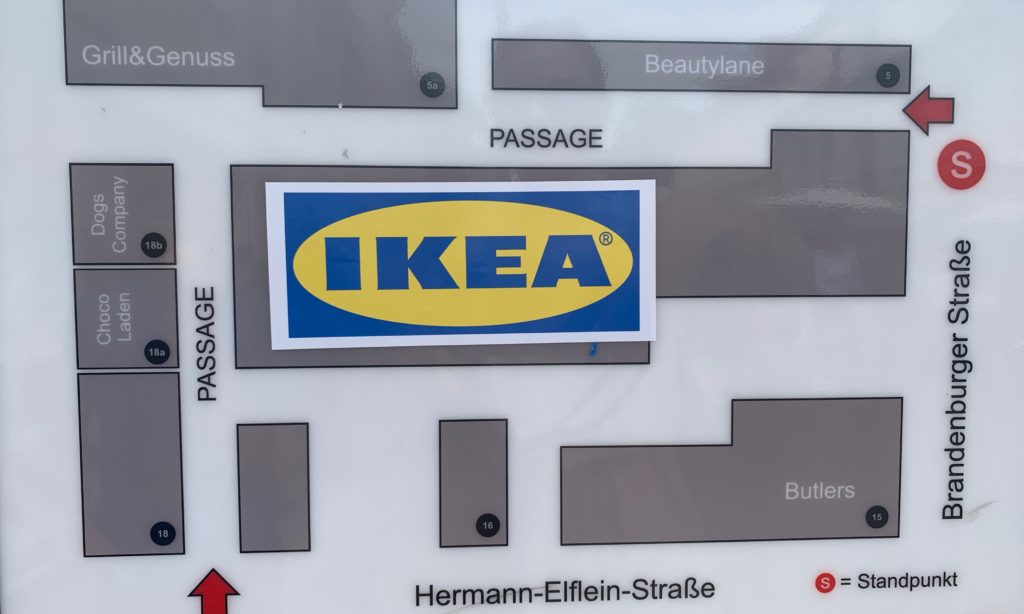 Grill&Genuss
5a
Beautylane
5
PASSAGE
S
Dogs
Company
18b
IKEA®
Choco
Laden
18a
PASSAGE
Brandenburger Straße
18
16
Butlers
15
Hermann-Elflein-Straße
S = Standpunkt